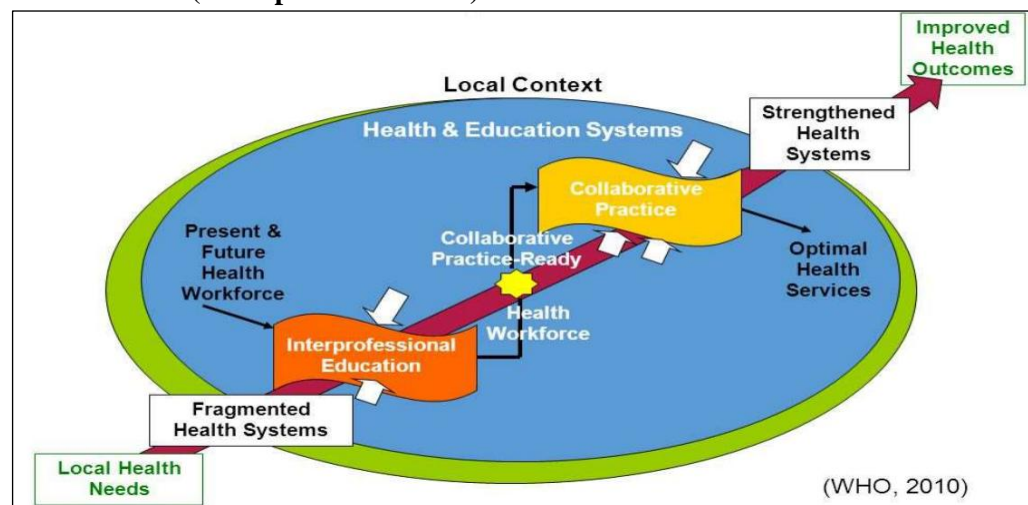 Improved
Health
Outcomes
Local Context
Strengthened
Health
Systems
Health & Education Systems
Collaborative
Practice
Present &
Future
Health
Workforce
Collaborative
Practice-Ready
Optimal
Health
Services
Health
Workforce
Interprofessional
Education
Fragmented
Health Systems
Local Health
Needs
(WHO, 2010)